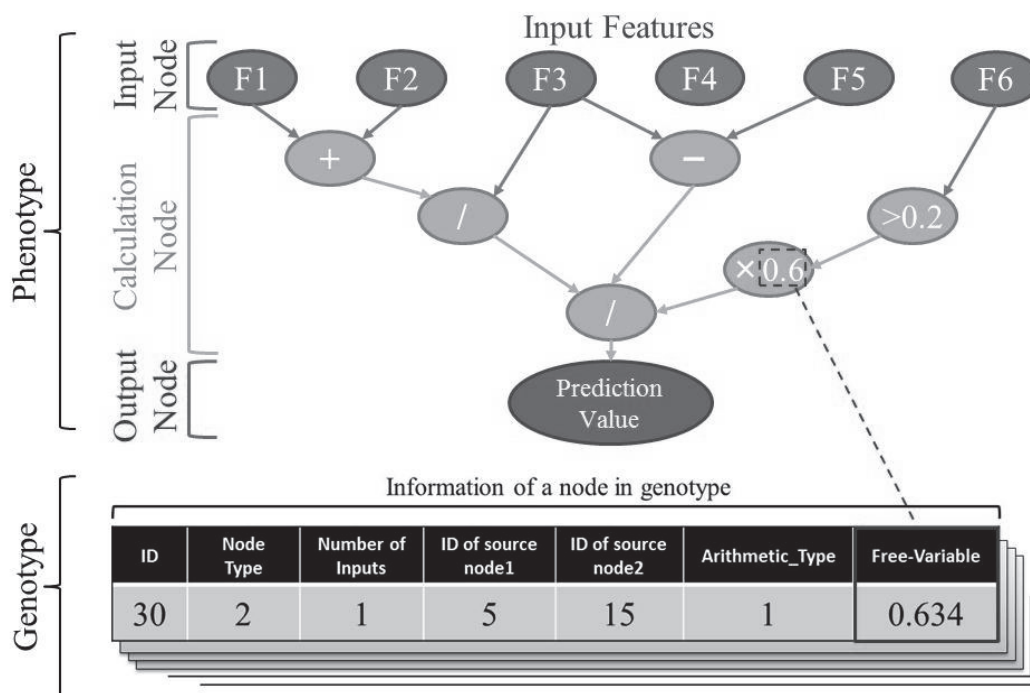 Input Features
Phenotype
Input
Node
F1 F2 F3 F4 F5 F6
Calculation
Node
+ −
/ >0.2
×0.6
/
Output
Node
Prediction
Value
Genotype
Information of a node in genotype
ID Node Type Number of Inputs ID of source node1 ID of source node2 Arithmetic_Type Free-Variable
30 2 1 5 15 1 0.634